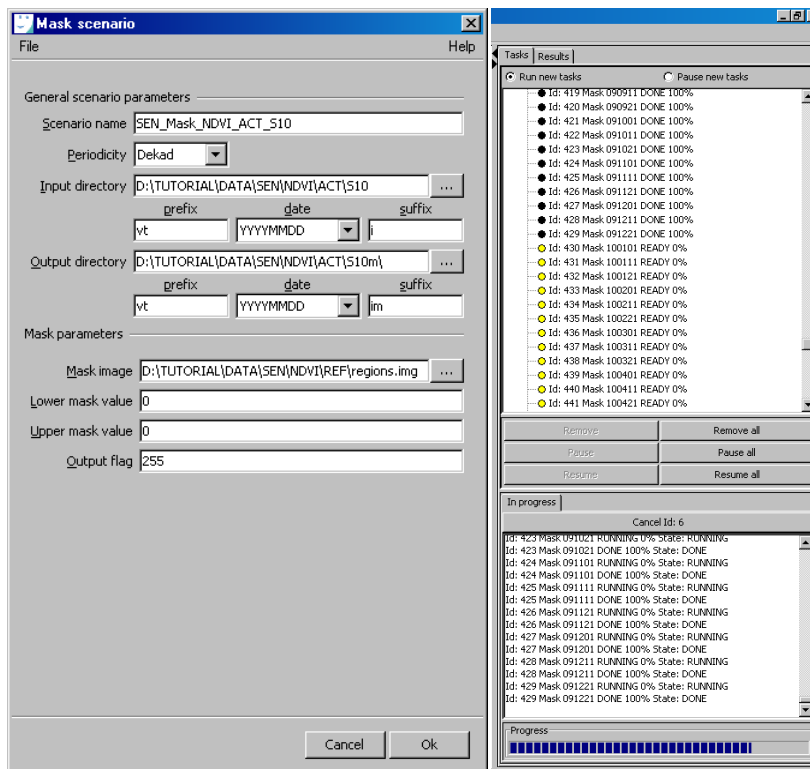 Mask scenario
File Help
General scenario parameters
Scenario name SEN_Mask_NDVI_ACT_S10
Periodicity Dekad
Input directory D:\TUTORIAL\DATA\SEN\NDVI\ACT\S10 ...
prefix date suffix
vt YYYYMMDD i
Output directory D:\TUTORIAL\DATA\SEN\NDVI\ACT\S10m\ ...
prefix date suffix
vt YYYYMMDD im
Mask parameters
Mask image D:\TUTORIAL\DATA\SEN\NDVI\REF\regions.img ...
Lower mask value 0
Upper mask value 0
Output flag 255
Cancel Ok
Tasks Results
Run new tasks Pause new tasks
Id: 419 Mask 090911 DONE 100%
Id: 420 Mask 090921 DONE 100%
Id: 421 Mask 091001 DONE 100%
Id: 422 Mask 091011 DONE 100%
Id: 423 Mask 091021 DONE 100%
Id: 424 Mask 091101 DONE 100%
Id: 425 Mask 091111 DONE 100%
Id: 426 Mask 091121 DONE 100%
Id: 427 Mask 091201 DONE 100%
Id: 428 Mask 091211 DONE 100%
Id: 429 Mask 091221 DONE 100%
Id: 430 Mask 100101 READY 0%
Id: 431 Mask 100111 READY 0%
Id: 432 Mask 100121 READY 0%
Id: 433 Mask 100201 READY 0%
Id: 434 Mask 100211 READY 0%
Id: 435 Mask 100221 READY 0%
Id: 436 Mask 100301 READY 0%
Id: 437 Mask 100311 READY 0%
Id: 438 Mask 100321 READY 0%
Id: 439 Mask 100401 READY 0%
Id: 440 Mask 100411 READY 0%
Id: 441 Mask 100421 READY 0%
Remove Remove all
Pause Pause all
Resume Resume all
In progress
Cancel Id: 6
Id: 423 Mask 091021 RUNNING 0% State: RUNNING
Id: 423 Mask 091021 DONE 100% State: DONE
Id: 424 Mask 091101 RUNNING 0% State: RUNNING
Id: 424 Mask 091101 DONE 100% State: DONE
Id: 425 Mask 091111 RUNNING 0% State: RUNNING
Id: 425 Mask 091111 DONE 100% State: DONE
Id: 426 Mask 091121 RUNNING 0% State: RUNNING
Id: 426 Mask 091121 DONE 100% State: DONE
Id: 427 Mask 091201 RUNNING 0% State: RUNNING
Id: 427 Mask 091201 DONE 100% State: DONE
Id: 428 Mask 091211 RUNNING 0% State: RUNNING
Id: 428 Mask 091211 DONE 100% State: DONE
Id: 429 Mask 091221 RUNNING 0% State: RUNNING
Id: 429 Mask 091221 DONE 100% State: DONE
Progress